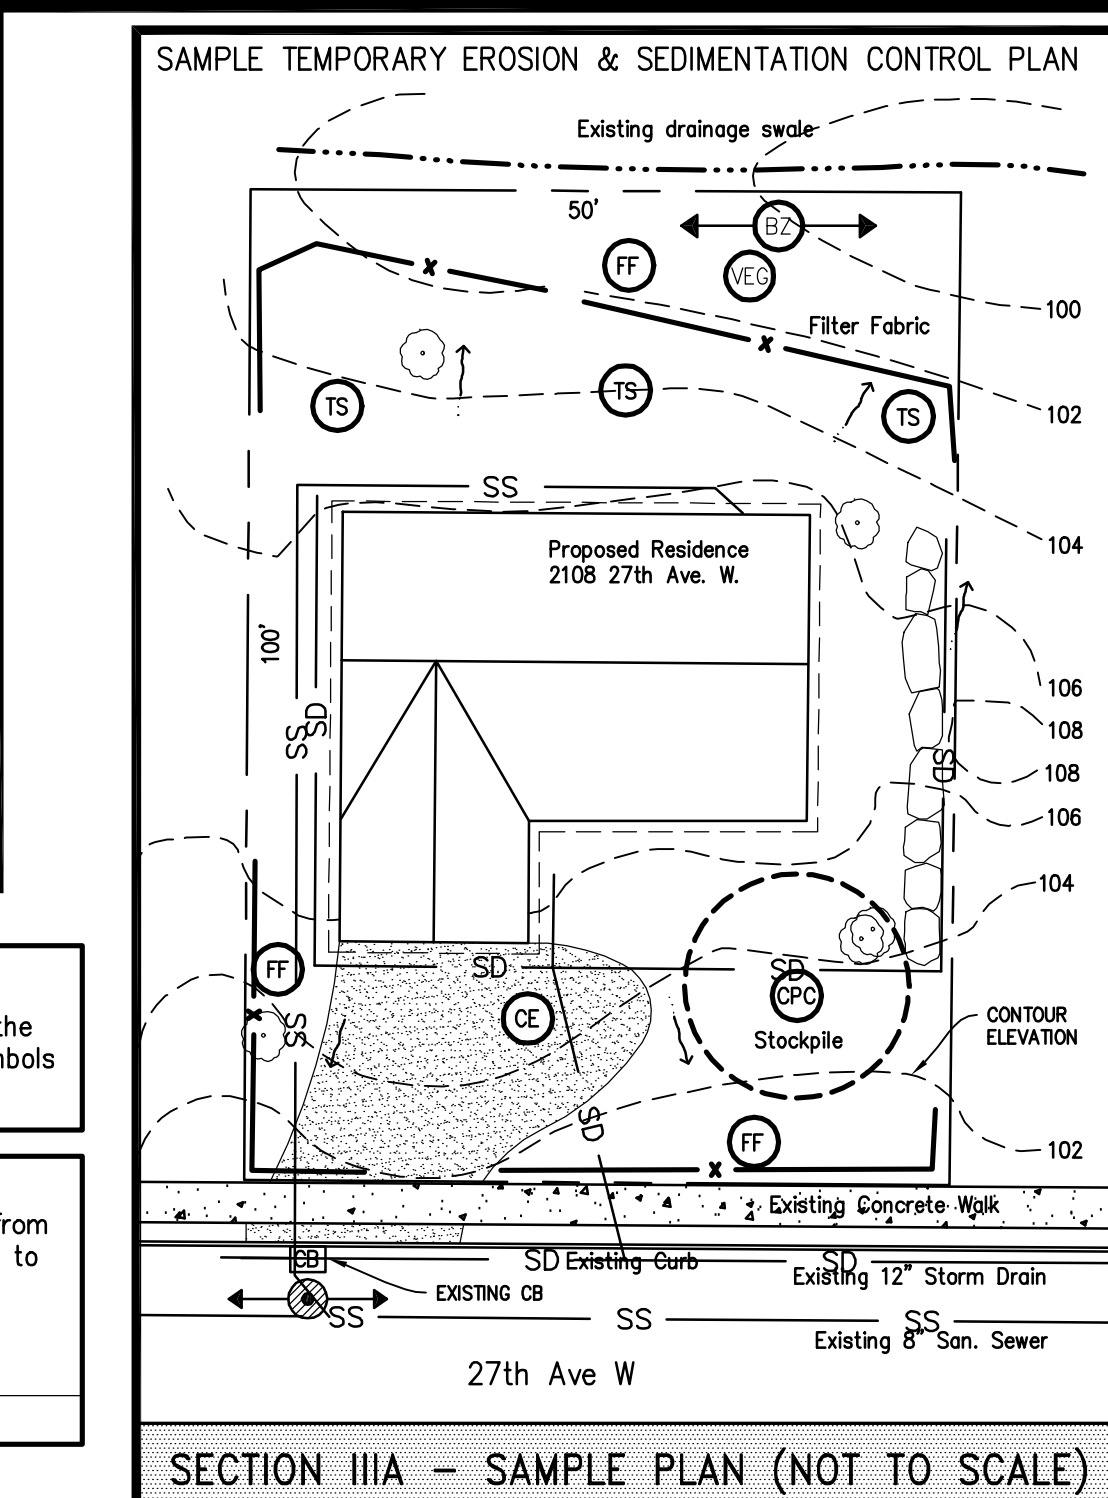 SAMPLE TEMPORARY EROSION & SEDIMENTATION CONTROL PLAN
Existing drainage swale
50'
BZ
FF
VEG
100
Filter Fabric
TS
TS
TS
102
SS
104
Proposed Residence
2108 27th Ave. W.
100'
106
SS
SD
108
SD
108
106
104
FF
SD
SD
CPC
CE
SS
Stockpile
CONTOUR
ELEVATION
the
mbols
SD
FF
102
Existing Concrete Walk
from
to
CB
SD
Existing Curb
SD
Existing 12" Storm Drain
EXISTING CB
SS
SS
SS
Existing 8" San. Sewer
27th Ave W
SECTION IIIA - SAMPLE PLAN (NOT TO SCALE)